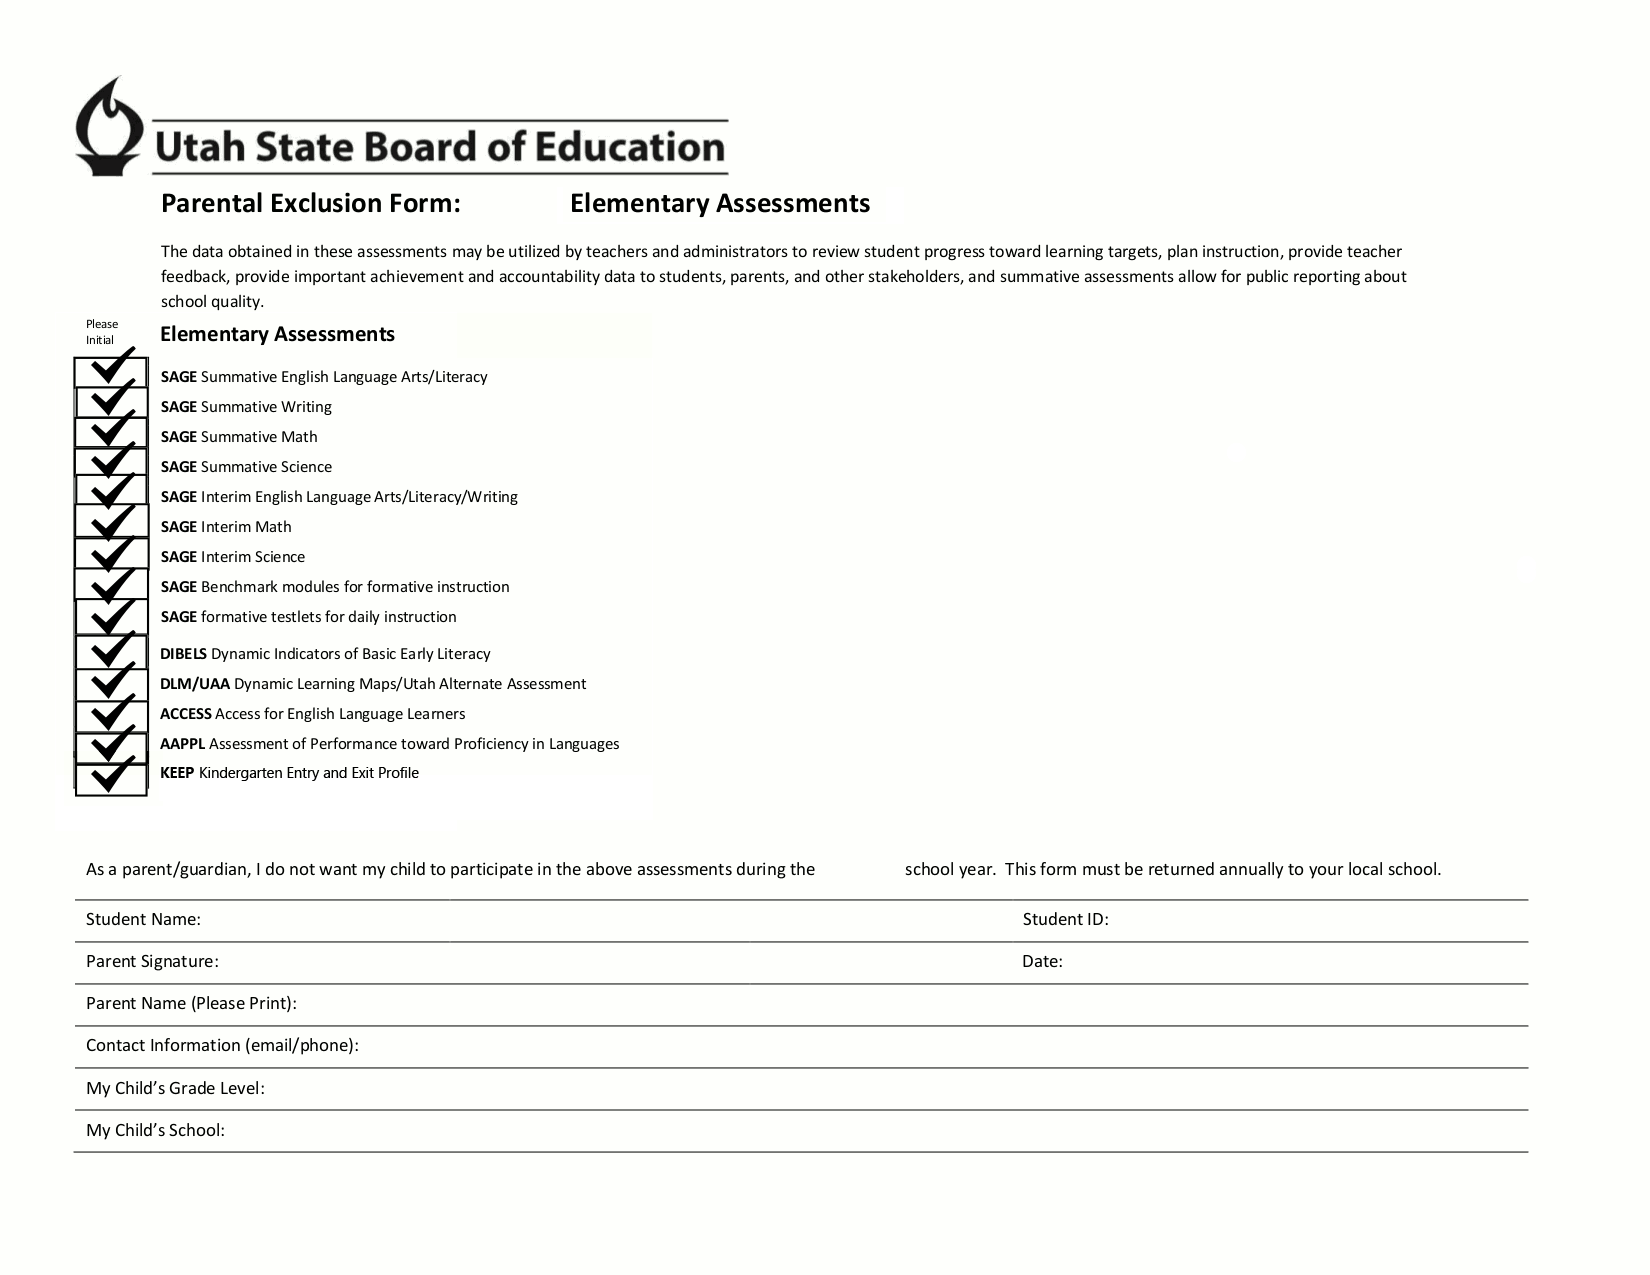 Utah State Board of Education
Parental Exclusion Form: Elementary Assessments
The data obtained in these assessments may be utilized by teachers and administrators to review student progress toward learning targets, plan instruction, provide teacher
feedback, provide important achievement and accountability data to students, parents, and other stakeholders, and summative assessments allow for public reporting about
school quality.
Please
Initial
Elementary Assessments
SAGE Summative English Language Arts/Literacy
SAGE Summative Writing
SAGE Summative Math
SAGE Summative Science
SAGE Interim English Language Arts/Literacy/Writing
SAGE Interim Math
SAGE Interim Science
SAGE Benchmark modules for formative instruction
SAGE formative testlets for daily instruction
DIBELS Dynamic Indicators of Basic Early Literacy
DLM/UAA Dynamic Learning Maps/Utah Alternate Assessment
ACCESS Access for English Language Learners
AAPPL Assessment of Performance toward Proficiency in Languages
KEEP Kindergarten Entry and Exit Profile
As a parent/guardian, I do not want my child to participate in the above assessments during the school year. This form must be returned annually to your local school.
Student Name: Student ID:
Parent Signature: Date:
Parent Name (Please Print):
Contact Information (email/phone):
My Child’s Grade Level:
My Child’s School: